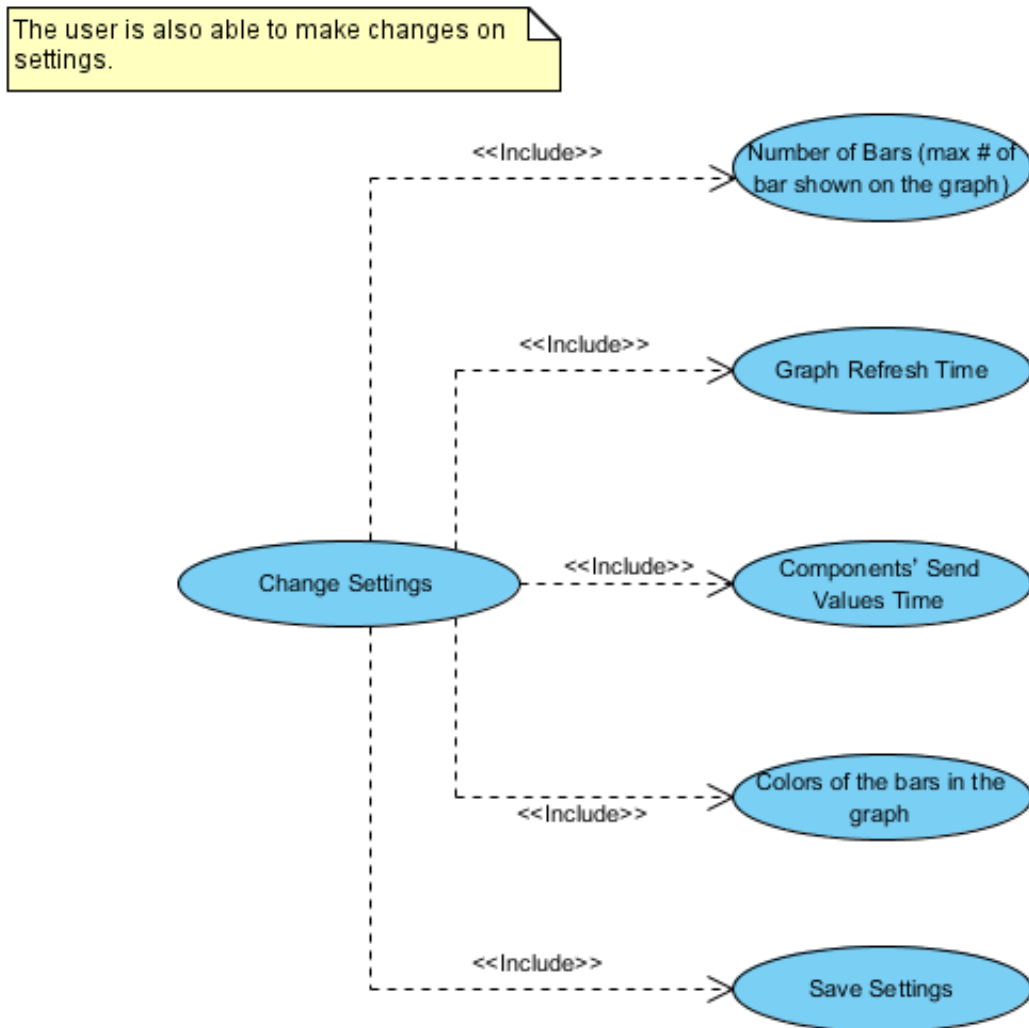 The user is also able to make changes on
settings.
<<Include>>
Number of Bars (max # of
bar shown on the graph)
<<Include>>
Graph Refresh Time
Change Settings
<<Include>>
Components' Send
Values Time
Colors of the bars in the
graph
<<Include>>
<<Include>>
Save Settings